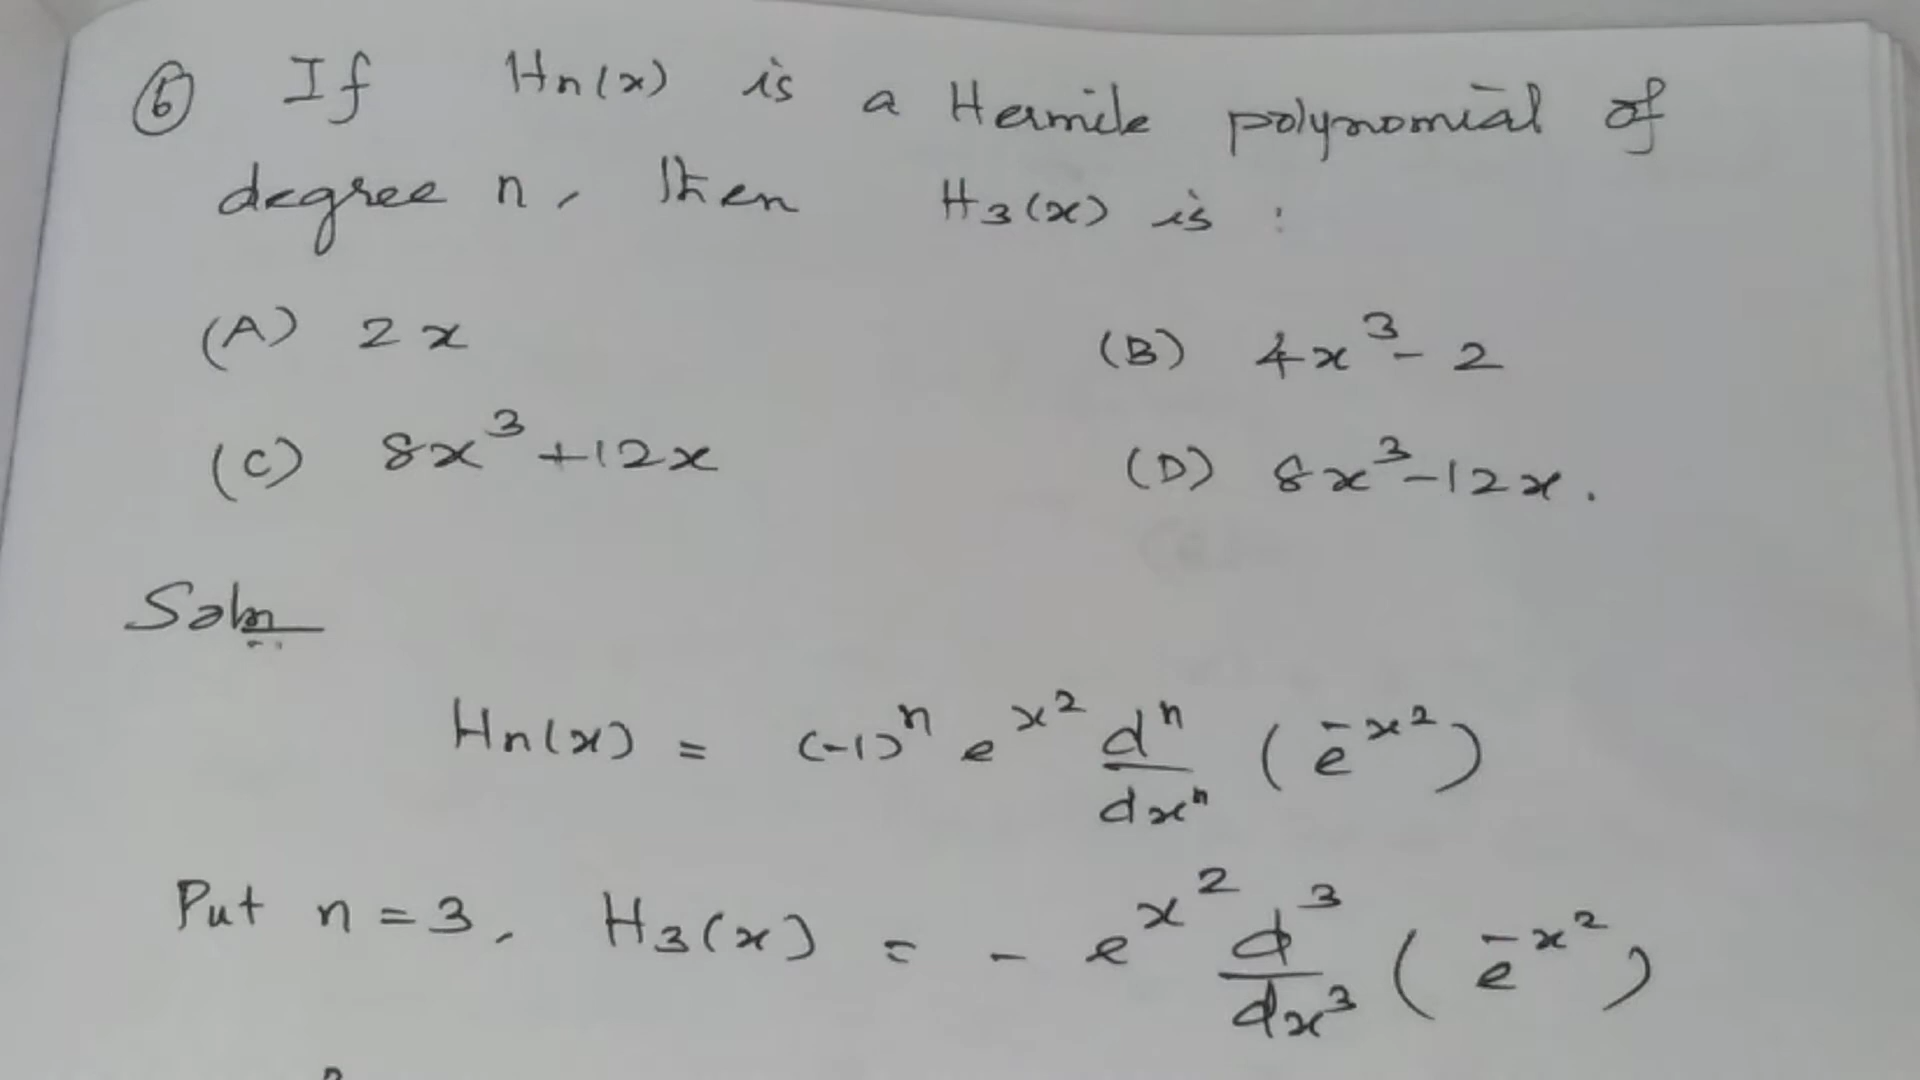 ⑥ If Hn(x) is a Hermite polynomial of
degree n, then H₃(x) is :
(A) 2x (B) 4x³ - 2
(C) 8x³ + 12x (D) 8x³ - 12x.
Soln
Hn(x) = (-1)ⁿ e^x² dⁿ/dxⁿ (e^-x²)
Put n = 3, H₃(x) = - e^x² d³/dx³ (e^-x²)